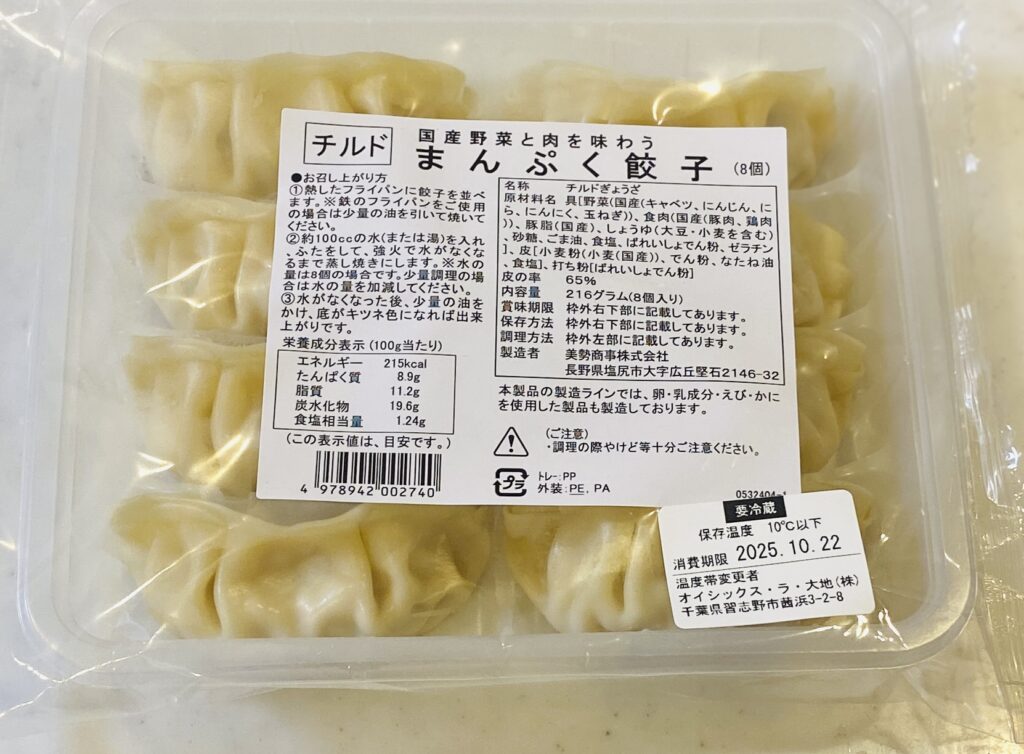 チルド
国産野菜と肉を味わう
まんぷく餃子(8個)
●お召し上がり方
①熱したフライパンに餃子を並べ
ます。※鉄のフライパンをご使用
の場合は少量の油を引いて焼いて
ください。
②約100ccの水(または湯)を入れ
、ふたをして、強火で水がなくな
るまで蒸し焼きにします。※水の
量は8個の場合です。少量調理の場
合は水の量を加減してください。
③水がなくなった後、少量の油を
かけ、底がキツネ色になれば出来
上がりです。
栄養成分表示(100g当たり)
エネルギー 215kcal
たんぱく質 8.9g
脂質 11.2g
炭水化物 19.6g
食塩相当量 1.24g
(この表示値は、目安です。)
4 978942 002740
名称 チルドぎょうざ
原材料名 具[野菜(国産(キャベツ、にんじん、に
ら、にんにく、玉ねぎ))、食肉(国産(豚肉、鶏肉
))、豚脂(国産)、しょうゆ(大豆・小麦を含む)
、砂糖、ごま油、食塩、ばれいしょでん粉、ゼラチン
]、皮[小麦粉(小麦(国産))、でん粉、なたね油
、食塩]、打ち粉[ばれいしょでん粉]
皮の率 65%
内容量 216グラム(8個入り)
賞味期限 枠外右下部に記載してあります。
保存方法 枠外右下部に記載してあります。
調理方法 枠外左部に記載してあります。
製造者 美勢商事株式会社
長野県塩尻市大字広丘堅石2146-32
本製品の製造ラインでは、卵・乳成分・えび・かに
を使用した製品も製造しております。
(ご注意)
・調理の際やけど等十分ご注意ください。
プラ
トレー:PP
外装:PE、PA
0532404-1
要冷蔵
保存温度 10℃以下
消費期限 2025.10.22
温度帯変更者
オイシックス・ラ・大地(株)
千葉県習志野市茜浜3-2-8